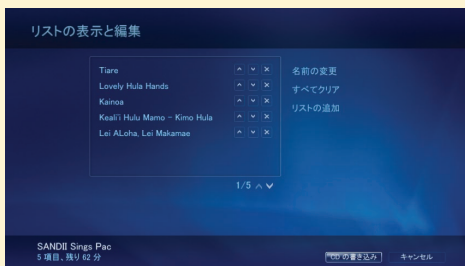 リストの表示と編集
Tiare
Lovely Hula Hands
Kainoa
Keali'i Hulu Mamo - Kimo Hula
Lei ALoha, Lei Makamae
名前の変更
すべてクリア
リストの追加
1/5
SANDII Sings Pac
5 項目、残り 62 分
CD の書き込み
キャンセル